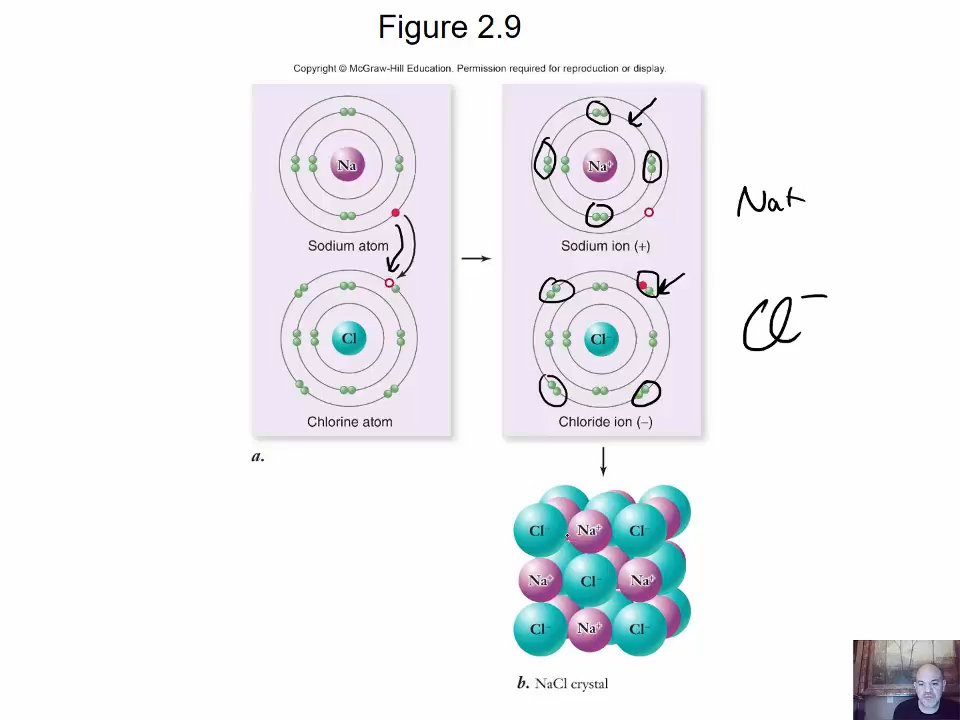 Figure 2.9
Copyright © McGraw-Hill Education. Permission required for reproduction or display.
Na
Sodium atom
Cl
Chlorine atom
a.
Na⁺
Sodium ion (+)
Cl⁻
Chloride ion (–)
Na+
Cl⁻
Cl⁻ Na⁺ Cl⁻
Na⁺ Cl⁻ Na⁺
Cl⁻ Na⁺ Cl⁻
b. NaCl crystal